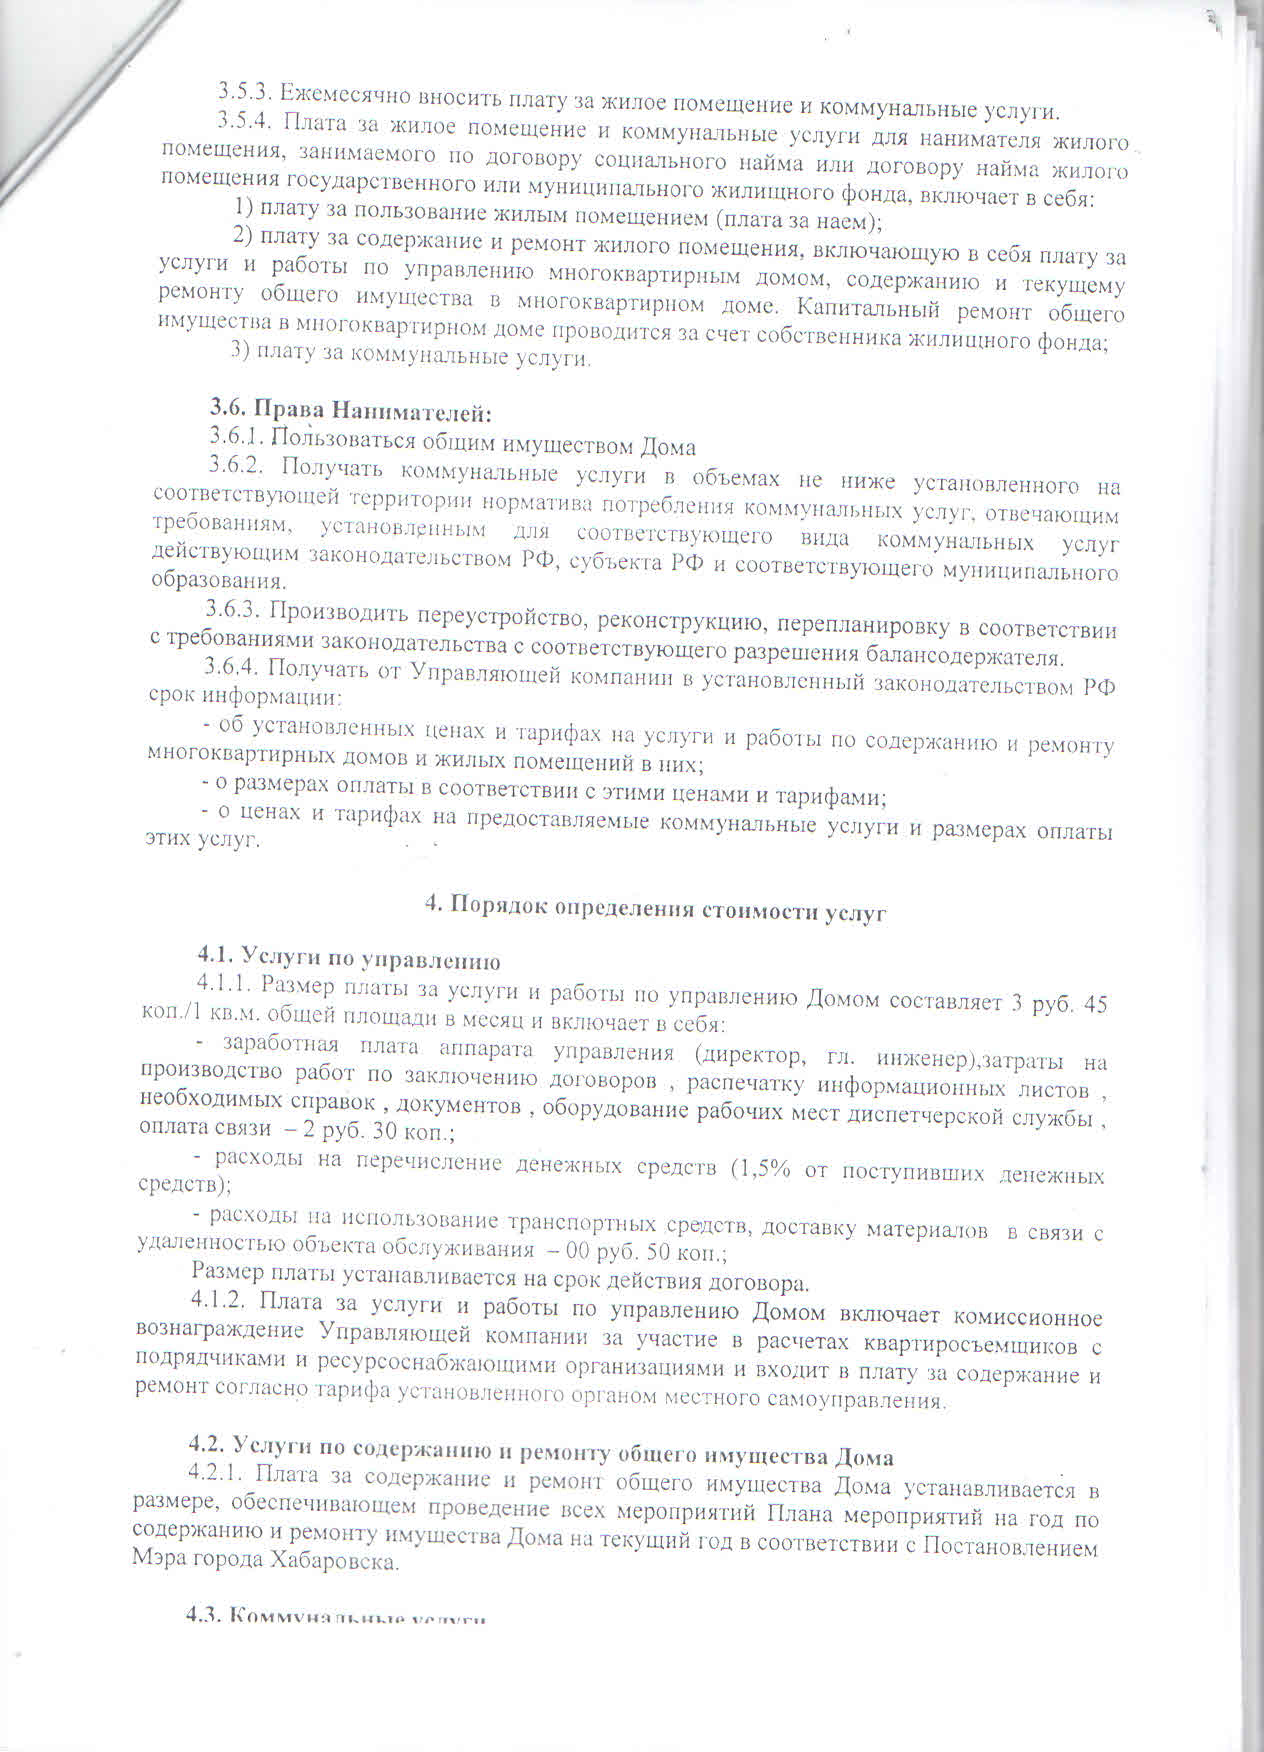 3.5.3. Ежемесячно вносить плату за жилое помещение и коммунальные услуги.
3.5.4. Плата за жилое помещение и коммунальные услуги для нанимателя жилого
помещения, занимаемого по договору социального найма или договору найма жилого
помещения государственного или муниципального жилищного фонда, включает в себя:
1) плату за пользование жилым помещением (плата за наем);
2) плату за содержание и ремонт жилого помещения, включающую в себя плату за
услуги и работы по управлению многоквартирным домом, содержанию и текущему
ремонту общего имущества в многоквартирном доме. Капитальный ремонт общего
имущества в многоквартирном доме проводится за счет собственника жилищного фонда;
3) плату за коммунальные услуги.
3.6. Права Нанимателей:
3.6.1. Пользоваться общим имуществом Дома
3.6.2. Получать коммунальные услуги в объемах не ниже установленного на
соответствующей территории норматива потребления коммунальных услуг, отвечающим
требованиям, установленным для соответствующего вида коммунальных услуг
действующим законодательством РФ, субъекта РФ и соответствующего муниципального
образования.
3.6.3. Производить переустройство, реконструкцию, перепланировку в соответствии
с требованиями законодательства с соответствующего разрешения балансодержателя.
3.6.4. Получать от Управляющей компании в установленный законодательством РФ
срок информации:
- об установленных ценах и тарифах на услуги и работы по содержанию и ремонту
многоквартирных домов и жилых помещений в них;
- о размерах оплаты в соответствии с этими ценами и тарифами;
- о ценах и тарифах на предоставляемые коммунальные услуги и размерах оплаты
этих услуг.
4. Порядок определения стоимости услуг
4.1. Услуги по управлению
4.1.1. Размер платы за услуги и работы по управлению Домом составляет 3 руб. 45
коп./1 кв.м. общей площади в месяц и включает в себя:
- заработная плата аппарата управления (директор, гл. инженер),затраты на
производство работ по заключению договоров , распечатку информационных листов ,
необходимых справок , документов , оборудование рабочих мест диспетчерской службы ,
оплата связи – 2 руб. 30 коп.;
- расходы на перечисление денежных средств (1,5% от поступивших денежных
средств);
- расходы на использование транспортных средств, доставку материалов в связи с
удаленностью объекта обслуживания – 00 руб. 50 коп.;
Размер платы устанавливается на срок действия договора.
4.1.2. Плата за услуги и работы по управлению Домом включает комиссионное
вознаграждение Управляющей компании за участие в расчетах квартиросъемщиков с
подрядчиками и ресурсоснабжающими организациями и входит в плату за содержание и
ремонт согласно тарифа установленного органом местного самоуправления.
4.2. Услуги по содержанию и ремонту общего имущества Дома
4.2.1. Плата за содержание и ремонт общего имущества Дома устанавливается в
размере, обеспечивающем проведение всех мероприятий Плана мероприятий на год по
содержанию и ремонту имущества Дома на текущий год в соответствии с Постановлением
Мэра города Хабаровска.
4.3. Коммунальные услуги